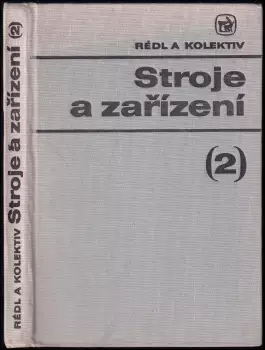 RÉDL A KOLEKTIV
Stroje
a zařízení
(2)
RÉDL A KOLEKTIV Stroje a zařízení (2)